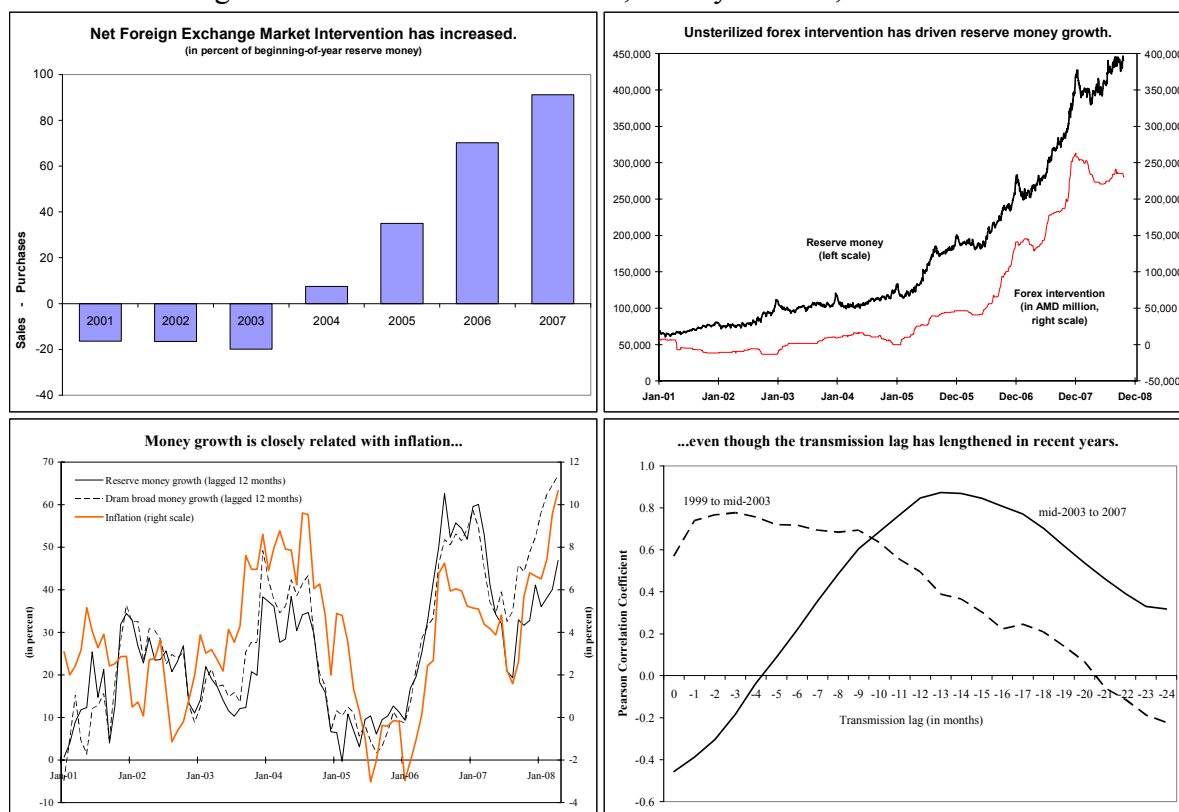 Net Foreign Exchange Market Intervention has increased.
(in percent of beginning-of-year reserve money)
100
80
60
40
20
0
-20
-40
Sales - Purchases
2001
2002
2003
2004
2005
2006
2007
Unsterilized forex intervention has driven reserve money growth.
450,000
400,000
350,000
300,000
250,000
200,000
150,000
100,000
50,000
0
400,000
350,000
300,000
250,000
200,000
150,000
100,000
50,000
0
-50,000
Reserve money
(left scale)
Forex intervention
(in AMD million,
right scale)
Jan-01
Jan-02
Jan-03
Jan-04
Jan-05
Dec-05
Dec-06
Dec-07
Dec-08
Money growth is closely related with inflation...
70
60
50
40
30
20
10
0
-10
(in percent)
Reserve money growth (lagged 12 months)
Dram broad money growth (lagged 12 months)
Inflation (right scale)
12
10
8
6
4
2
0
-2
-4
(in percent)
Jan-01
Jan-02
Jan-03
Jan-04
Jan-05
Jan-06
Jan-07
Jan-08
...even though the transmission lag has lengthened in recent years.
1.0
0.8
0.6
0.4
0.2
0.0
-0.2
-0.4
-0.6
Pearson Correlation Coefficient
1999 to mid-2003
mid-2003 to 2007
0 -1 -2 -3 -4 -5 -6 -7 -8 -9 -10 -11 -12 -13 -14 -15 -16 -17 -18 -19 -20 -21 -22 -23 -24
Transmission lag (in months)